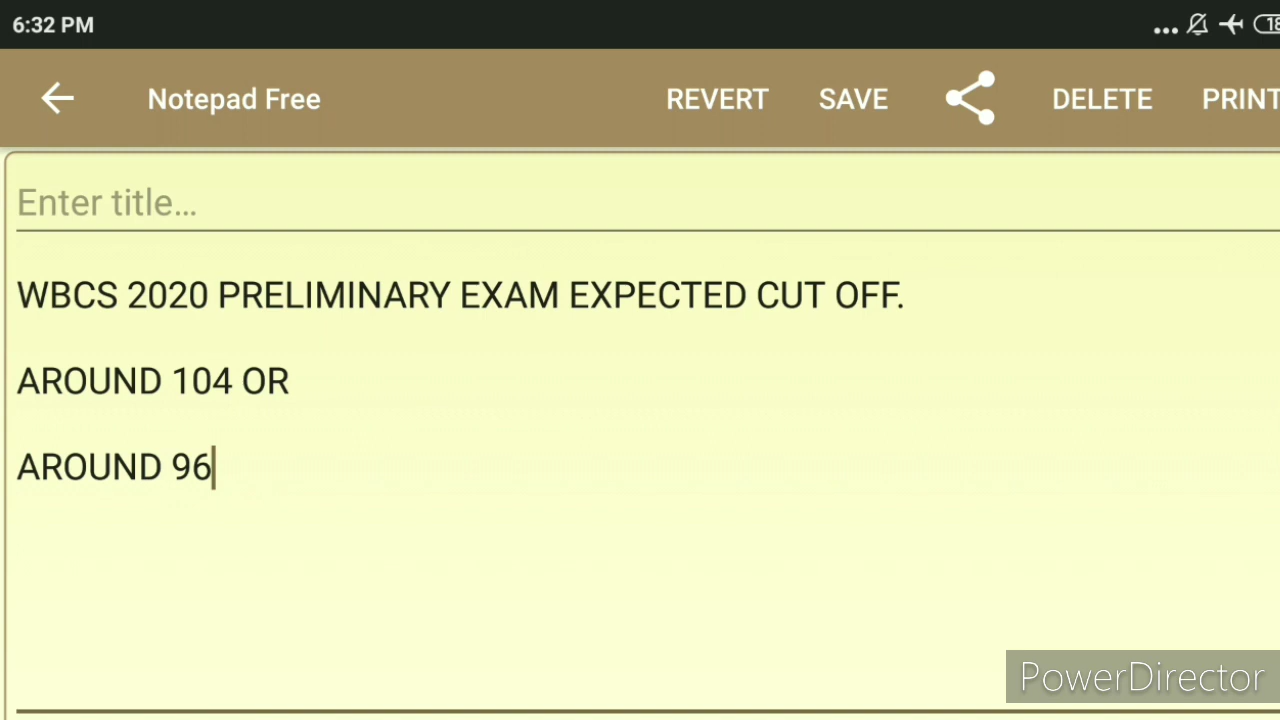 6:32 PM
Notepad Free REVERT SAVE DELETE PRINT
Enter title...
WBCS 2020 PRELIMINARY EXAM EXPECTED CUT OFF.
AROUND 104 OR
AROUND 96
PowerDirector